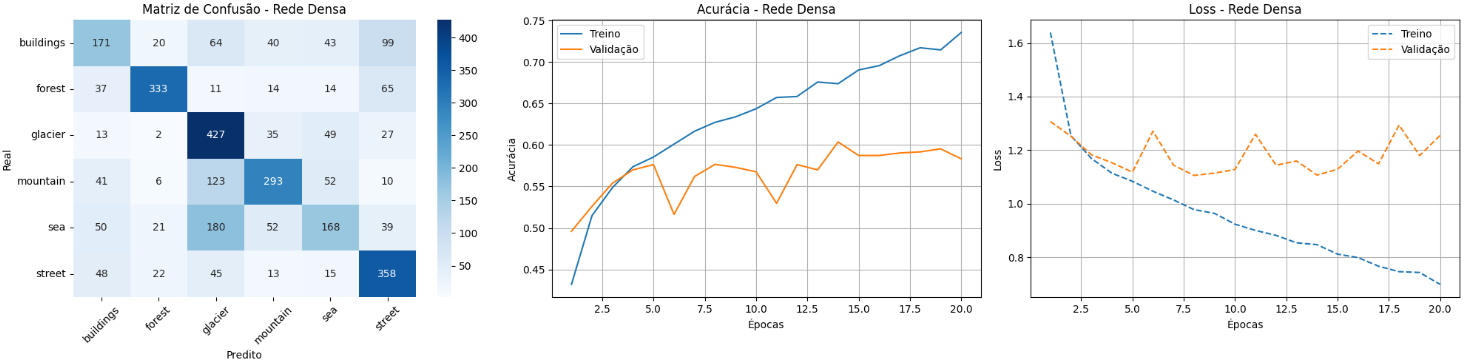 Matriz de Confusão - Rede Densa
Real
buildings 171 20 64 40 43 99
forest 37 333 11 14 14 65
glacier 13 2 427 35 49 27
mountain 41 6 123 293 52 10
sea 50 21 180 52 168 39
street 48 22 45 13 15 358
buildings forest glacier mountain sea street
Predito
400
350
300
250
200
150
100
50
Acurácia - Rede Densa
Treino
Validação
Acurácia
0.75
0.70
0.65
0.60
0.55
0.50
0.45
2.5 5.0 7.5 10.0 12.5 15.0 17.5 20.0
Épocas
Loss - Rede Densa
Treino
Validação
Loss
1.6
1.4
1.2
1.0
0.8
2.5 5.0 7.5 10.0 12.5 15.0 17.5 20.0
Épocas